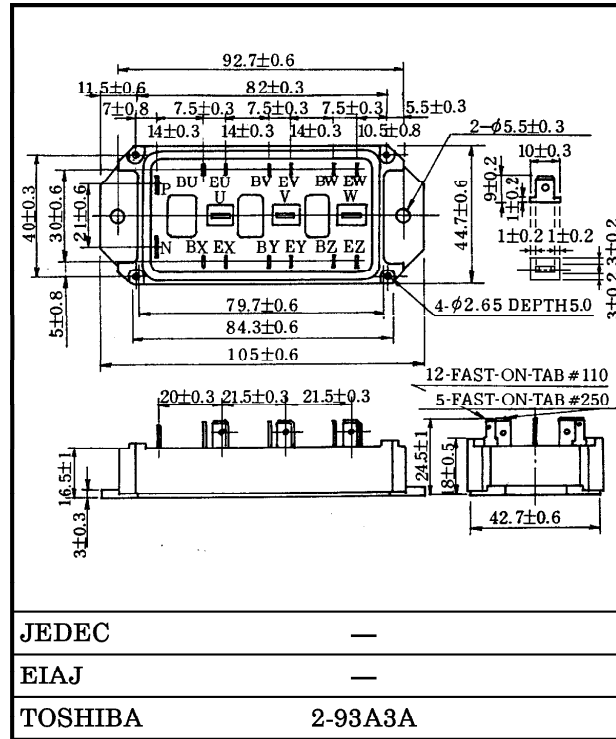 92.7±0.6
11.5±0.6 82±0.3
7±0.8 7.5±0.3 7.5±0.3 7.5±0.3 5.5±0.3
14±0.3 14±0.3 14±0.3 10.5±0.8
2-φ5.5±0.3
10±0.3
9±0.2
1±0.2
40±0.3
30±0.6
21±0.6
5±0.8
P BU EU BV EV BW EW
U V W
N BX EX BY EY BZ EZ
44.7±0.6
1±0.2 1±0.2
3±0.2
3±0.2
79.7±0.6
84.3±0.6
105±0.6
4-φ2.65 DEPTH5.0
12-FAST-ON-TAB #110
5-FAST-ON-TAB #250
20±0.3 21.5±0.3 21.5±0.3
16.5±1
3±0.3
24.5±1
18±0.5
42.7±0.6
JEDEC —
EIAJ —
TOSHIBA 2-93A3A